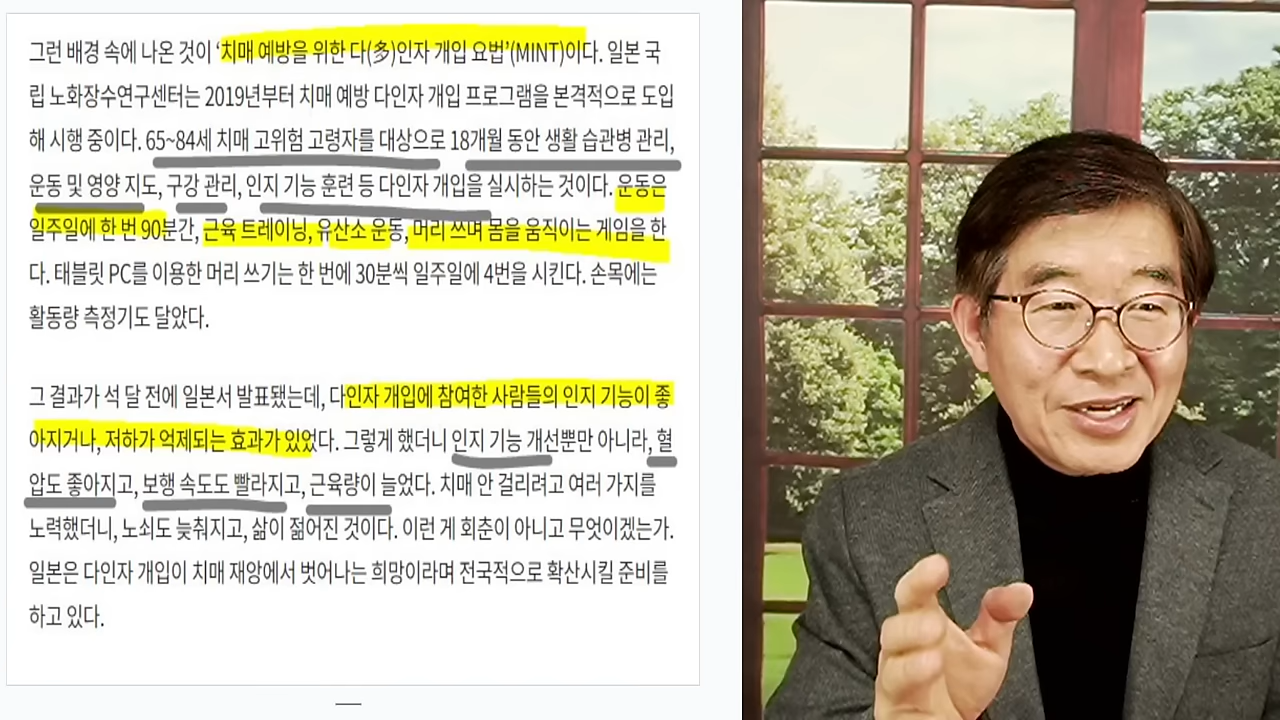 그런 배경 속에 나온 것이 ‘치매 예방을 위한 다(多)인자 개입 요법’(MINT)이다. 일본 국
립 노화장수연구센터는 2019년부터 치매 예방 다인자 개입 프로그램을 본격적으로 도입
해 시행 중이다. 65~84세 치매 고위험 고령자를 대상으로 18개월 동안 생활 습관병 관리,
운동 및 영양 지도, 구강 관리, 인지 기능 훈련 등 다인자 개입을 실시하는 것이다. 운동은
일주일에 한 번 90분간, 근육 트레이닝, 유산소 운동, 머리 쓰며 몸을 움직이는 게임을 한
다. 태블릿 PC를 이용한 머리 쓰기는 한 번에 30분씩 일주일에 4번을 시킨다. 손목에는
활동량 측정기도 달았다.
그 결과가 석 달 전에 일본서 발표됐는데, 다인자 개입에 참여한 사람들의 인지 기능이 좋
아지거나, 저하가 억제되는 효과가 있었다. 그렇게 했더니 인지 기능 개선뿐만 아니라, 혈
압도 좋아지고, 보행 속도도 빨라지고, 근육량이 늘었다. 치매 안 걸리려고 여러 가지를
노력했더니, 노쇠도 늦춰지고, 삶이 젊어진 것이다. 이런 게 회춘이 아니고 무엇이겠는가.
일본은 다인자 개입이 치매 재앙에서 벗어나는 희망이라며 전국적으로 확산시킬 준비를
하고 있다.